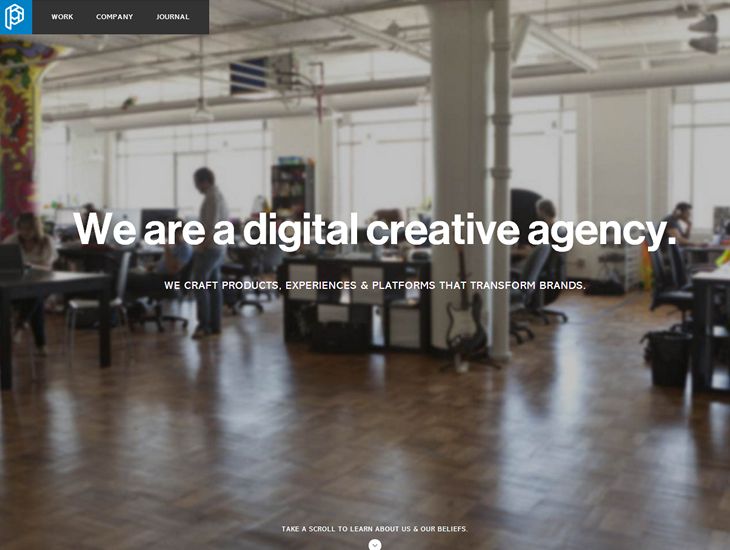 WORK COMPANY JOURNAL
We are a digital creative agency.
WE CRAFT PRODUCTS, EXPERIENCES & PLATFORMS THAT TRANSFORM BRANDS.
TAKE A SCROLL TO LEARN ABOUT US & OUR BELIEFS.